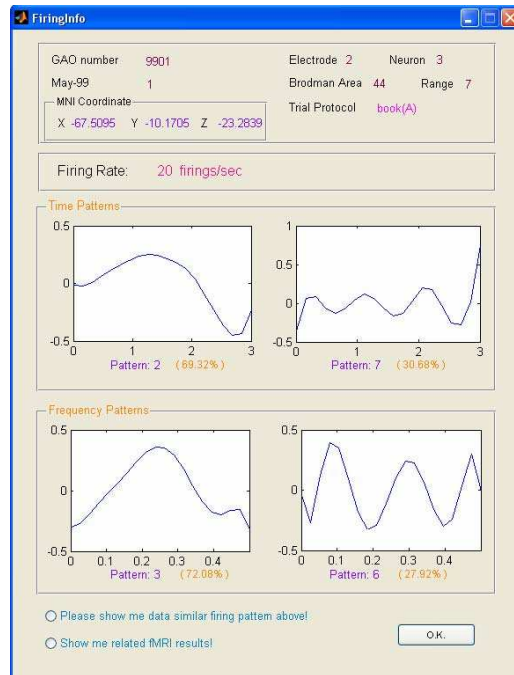 FiringInfo
GAO number 9901 Electrode 2 Neuron 3
May-99 1 Brodman Area 44 Range 7
MNI Coordinate Trial Protocol book(A)
X -67.5095 Y -10.1705 Z -23.2839
Firing Rate: 20 firings/sec
Time Patterns
0.5 1
0.5
0 0
-0.5 -0.5
0 1 2 3 0 1 2 3
Pattern: 2 (69.32%) Pattern: 7 (30.68%)
Frequency Patterns
0.5 0.5
0 0
-0.5 -0.5
0 0.1 0.2 0.3 0.4 0 0.1 0.2 0.3 0.4
Pattern: 3 (72.08%) Pattern: 6 (27.92%)
Please show me data similar firing pattern above!
Show me related fMRI results!
O.K.